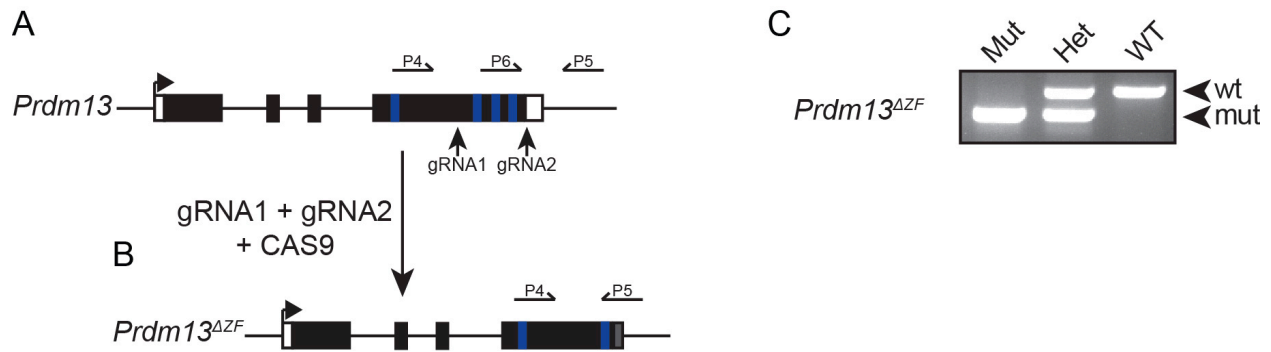 A
P4 P6 P5
Prdm13
gRNA1 gRNA2
gRNA1 + gRNA2
+ CAS9
B
P4 P5
Prdm13ΔZF
C
Mut Het WT
Prdm13ΔZF
wt
mut